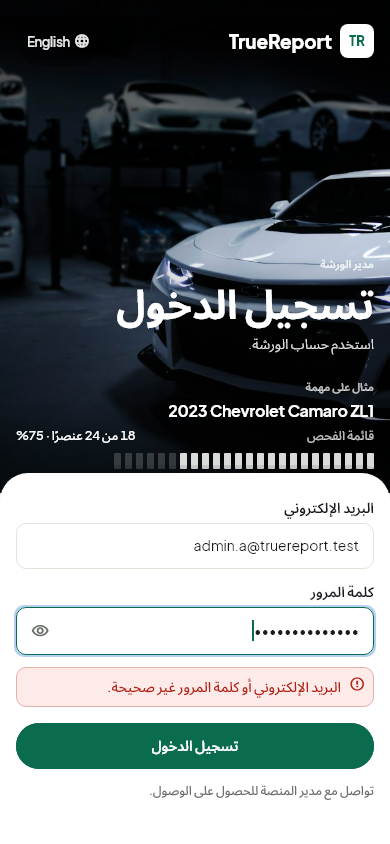 TR
TrueReport
English
مدير الورشة
تسجيل الدخول
استخدم حساب الورشة.
مثال على مهمة
2023 Chevrolet Camaro ZL1
قائمة الفحص
18 من 24 عنصرًا · 75%
البريد الإلكتروني
admin.a@truereport.test
كلمة المرور
••••••••••••••
البريد الإلكتروني أو كلمة المرور غير صحيحة.
تسجيل الدخول
تواصل مع مدير المنصة للحصول على الوصول.